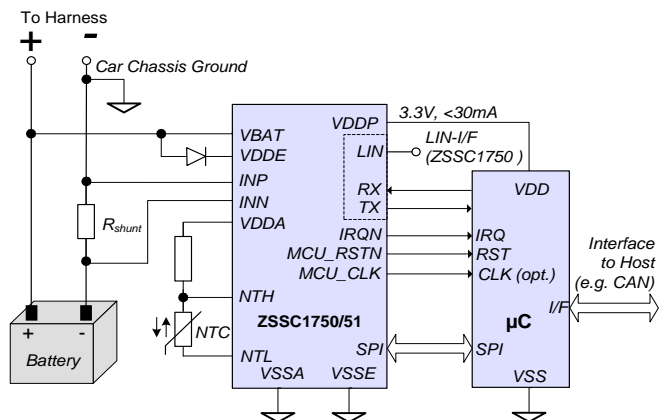 To Harness
+ -
Car Chassis Ground
VBAT
VDDE
INP
INN
VDDA
Rshunt
NTH
NTC
NTL
+ -
Battery
VDDP
LIN
RX
TX
IRQN
MCU_RSTN
MCU_CLK
ZSSC1750/51
SPI
VSSA
VSSE
3.3V, <30mA
LIN-I/F
(ZSSC1750 )
VDD
IRQ
RST
CLK (opt.)
I/F
µC
SPI
VSS
Interface
to Host
(e.g. CAN)